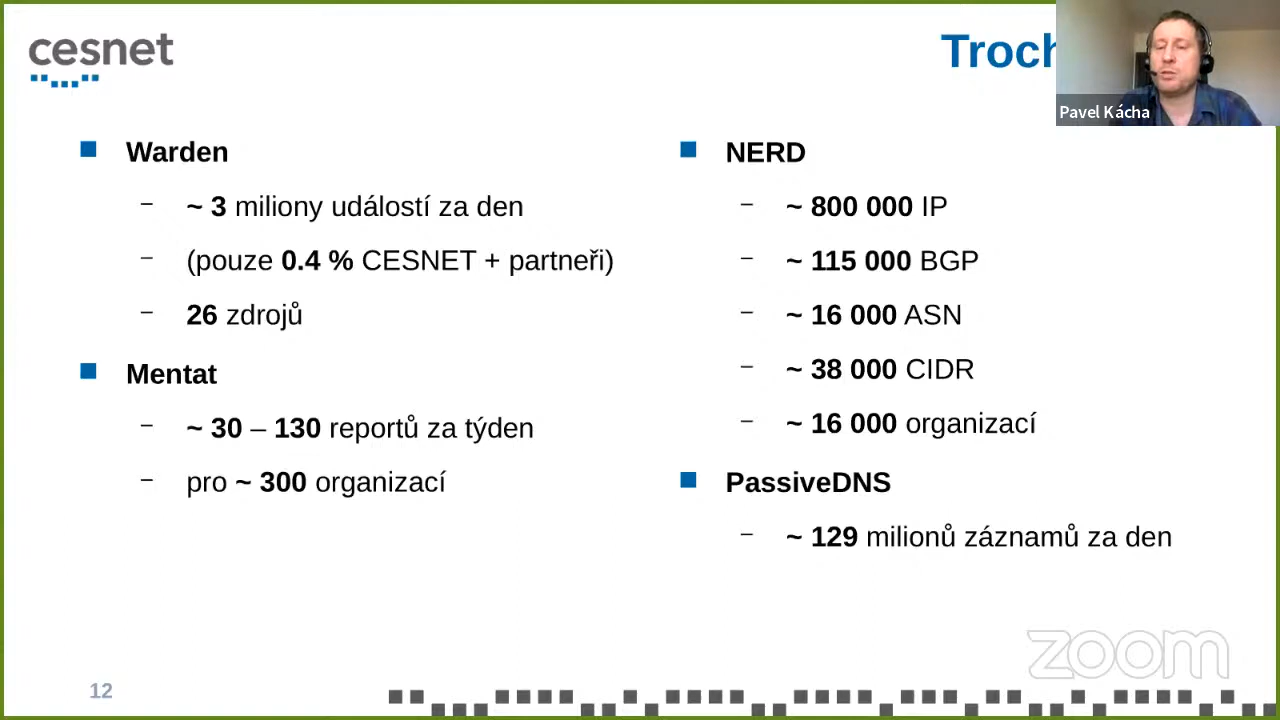 cesnet
Troch
Pavel Kácha
Warden
~ 3 miliony událostí za den
(pouze 0.4 % CESNET + partneři)
26 zdrojů
Mentat
~ 30 – 130 reportů za týden
pro ~ 300 organizací
NERD
~ 800 000 IP
~ 115 000 BGP
~ 16 000 ASN
~ 38 000 CIDR
~ 16 000 organizací
PassiveDNS
~ 129 milionů záznamů za den
zoom
12